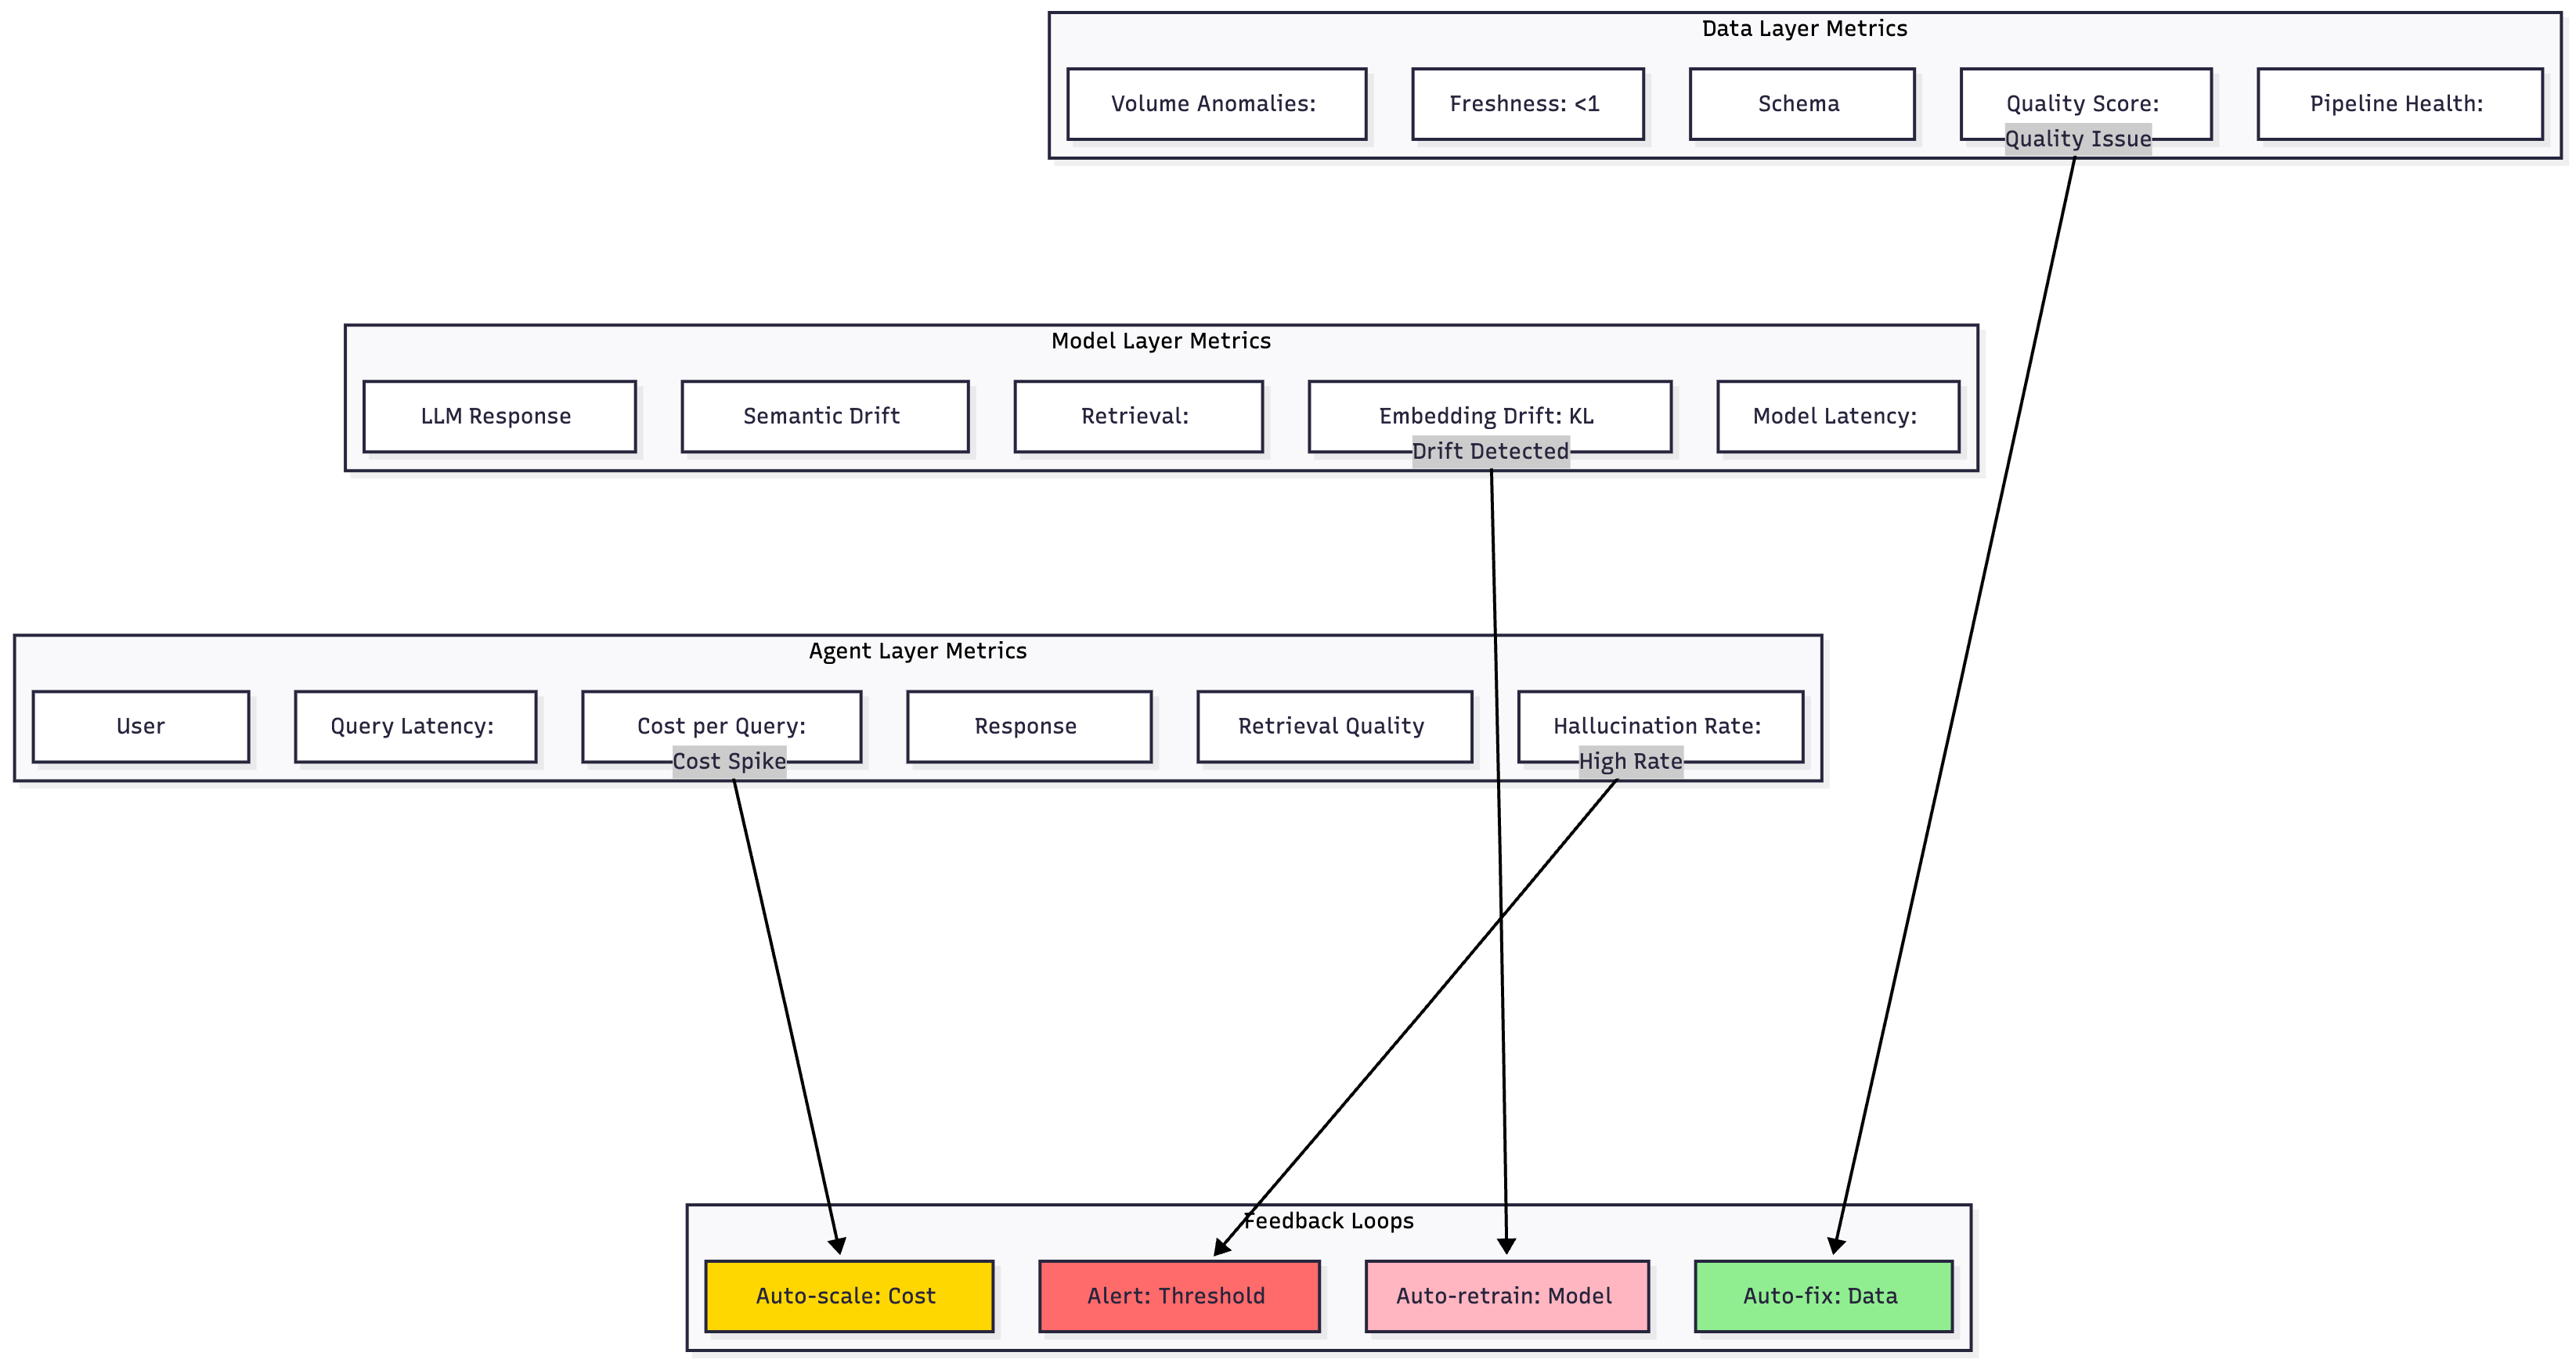 Data Layer Metrics
Volume Anomalies:
Freshness: <1
Schema
Quality Score:
Pipeline Health:
Quality Issue
Model Layer Metrics
LLM Response
Semantic Drift
Retrieval:
Embedding Drift: KL
Model Latency:
Drift Detected
Agent Layer Metrics
User
Query Latency:
Cost per Query:
Response
Retrieval Quality
Hallucination Rate:
Cost Spike
High Rate
Feedback Loops
Auto-scale: Cost
Alert: Threshold
Auto-retrain: Model
Auto-fix: Data